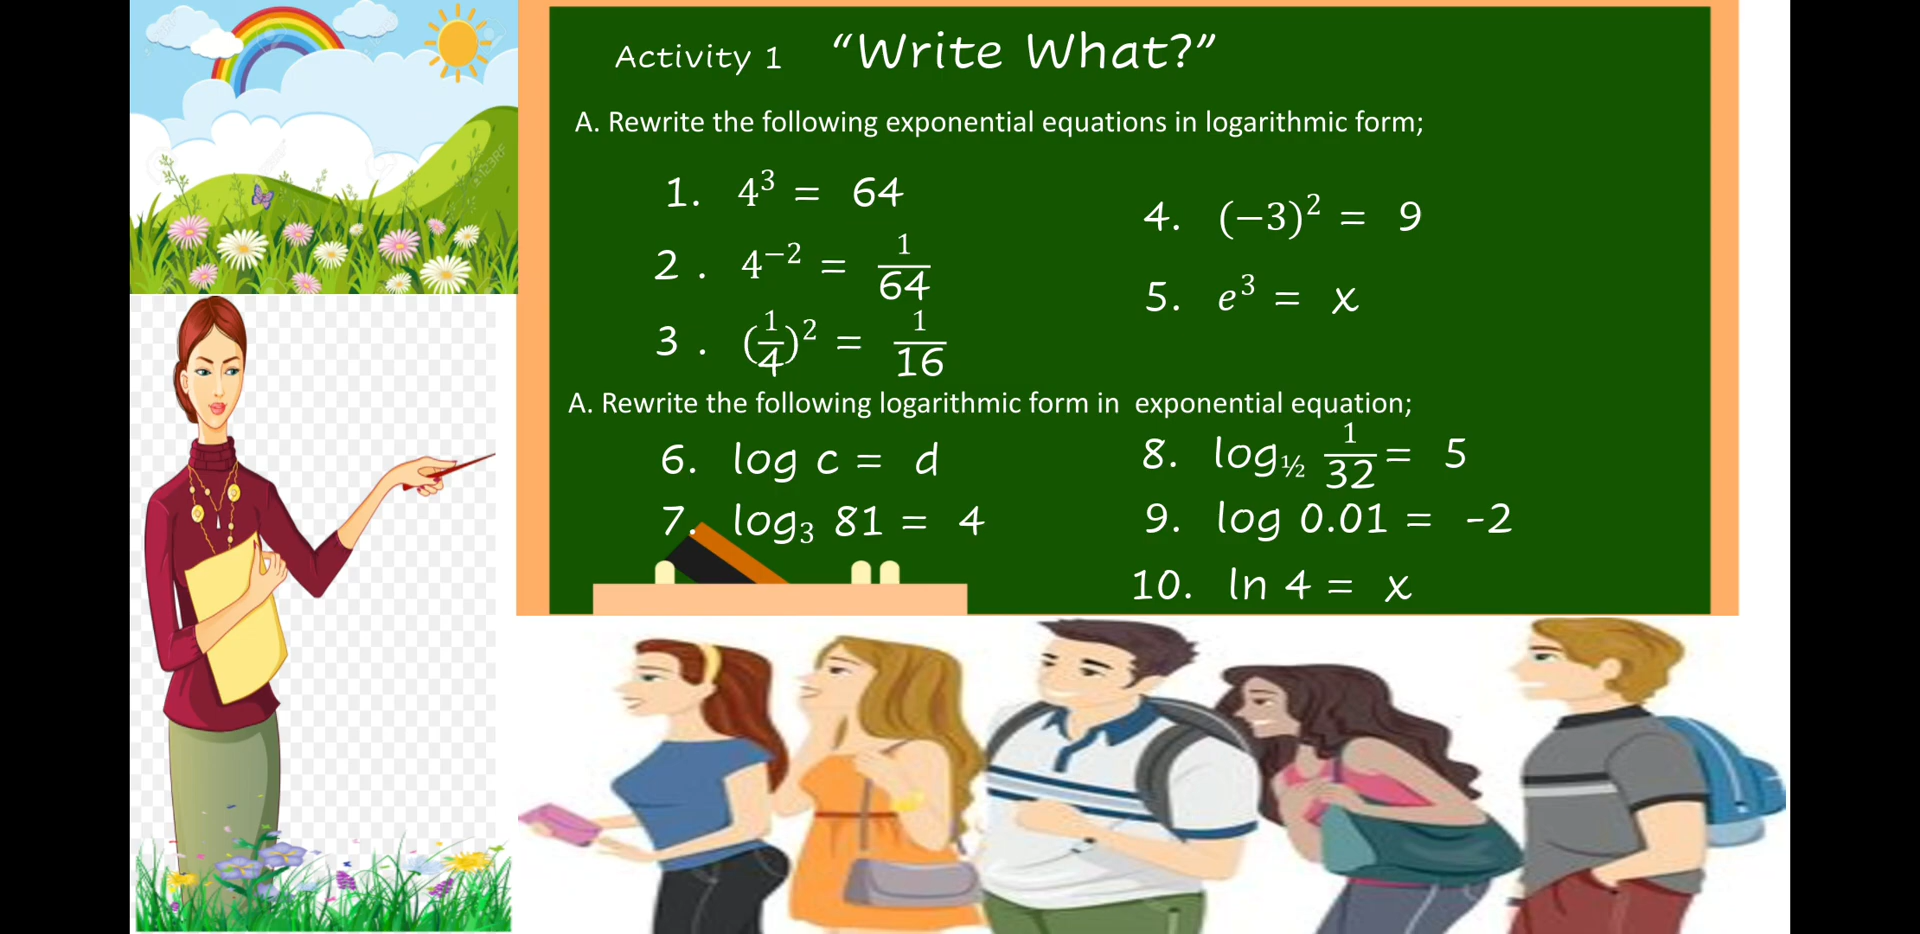 Activity 1 “Write What?”
A. Rewrite the following exponential equations in logarithmic form;
1. 4³ = 64
2 . 4⁻² = 1/64
3 . (1/4)² = 1/16
4. (−3)² = 9
5. e³ = x
A. Rewrite the following logarithmic form in exponential equation;
6. log c = d
7. log₃ 81 = 4
8. log½ 1/32 = 5
9. log 0.01 = -2
10. ln 4 = x
123RF